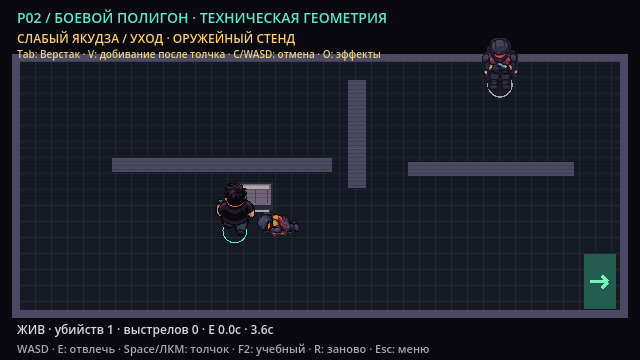 P02 / БОЕВОЙ ПОЛИГОН · ТЕХНИЧЕСКАЯ ГЕОМЕТРИЯ
СЛАБЫЙ ЯКУДЗА / УХОД · ОРУЖЕЙНЫЙ СТЕНД
Tab: Верстак · V: добивание после толчка · C/WASD: отмена · O: эффекты
ЖИВ · убийств 1 · выстрелов 0 · E 0.0с · 3.6с
WASD · E: отвлечь · Space/ЛКМ: толчок · F2: учебный · R: заново · Esc: меню